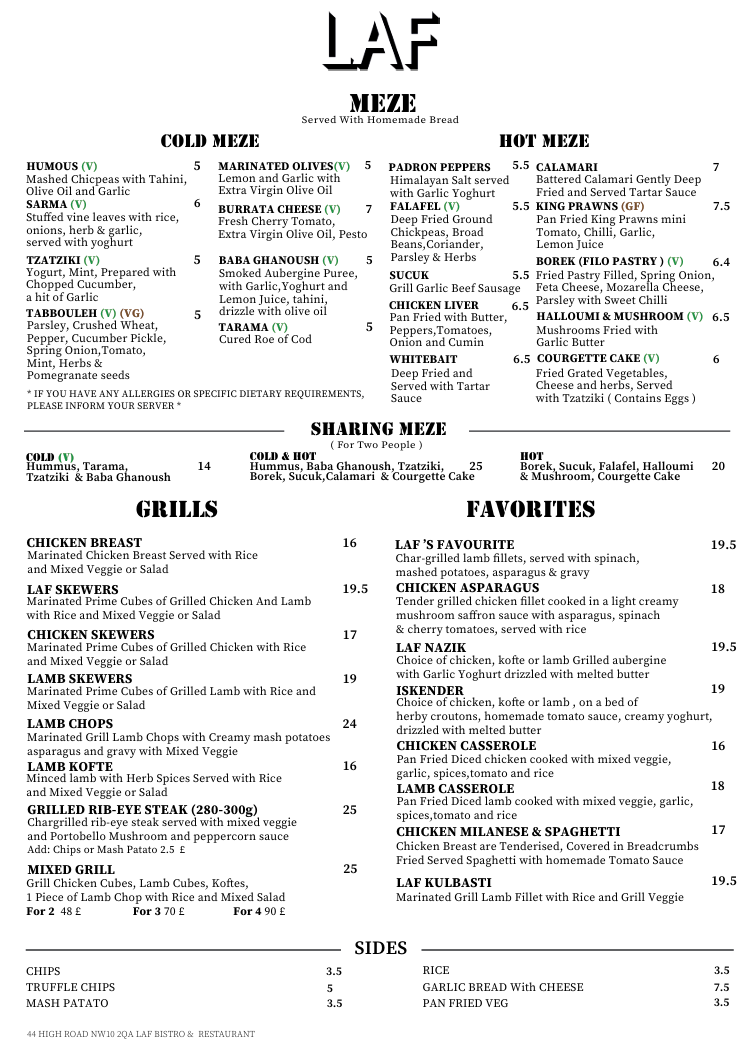 LAF
MEZE
Served With Homemade Bread
COLD MEZE
HUMOUS (V) 5
Mashed Chicpeas with Tahini,
Olive Oil and Garlic
SARMA (V) 6
Stuffed vine leaves with rice,
onions, herb & garlic,
served with yoghurt
TZATZIKI (V) 5
Yogurt, Mint, Prepared with
Chopped Cucumber,
a hit of Garlic
TABBOULEH (V) (VG) 5
Parsley, Crushed Wheat,
Pepper, Cucumber Pickle,
Spring Onion,Tomato,
Mint, Herbs &
Pomegranate seeds
MARINATED OLIVES(V) 5
Lemon and Garlic with
Extra Virgin Olive Oil
BURRATA CHEESE (V) 7
Fresh Cherry Tomato,
Extra Virgin Olive Oil, Pesto
BABA GHANOUSH (V) 5
Smoked Aubergine Puree,
with Garlic,Yoghurt and
Lemon Juice, tahini,
drizzle with olive oil
TARAMA (V) 5
Cured Roe of Cod
* IF YOU HAVE ANY ALLERGIES OR SPECIFIC DIETARY REQUIREMENTS,
PLEASE INFORM YOUR SERVER *
HOT MEZE
PADRON PEPPERS 5.5
Himalayan Salt served
with Garlic Yoghurt
FALAFEL (V) 5.5
Deep Fried Ground
Chickpeas, Broad
Beans,Coriander,
Parsley & Herbs
SUCUK 5.5
Grill Garlic Beef Sausage
CHICKEN LIVER 6.5
Pan Fried with Butter,
Peppers,Tomatoes,
Onion and Cumin
WHITEBAIT 6.5
Deep Fried and
Served with Tartar
Sauce
CALAMARI 7
Battered Calamari Gently Deep
Fried and Served Tartar Sauce
KING PRAWNS (GF) 7.5
Pan Fried King Prawns mini
Tomato, Chilli, Garlic,
Lemon Juice
BOREK (FILO PASTRY ) (V) 6.4
Fried Pastry Filled, Spring Onion,
Feta Cheese, Mozarella Cheese,
Parsley with Sweet Chilli
HALLOUMI & MUSHROOM (V) 6.5
Mushrooms Fried with
Garlic Butter
COURGETTE CAKE (V) 6
Fried Grated Vegetables,
Cheese and herbs, Served
with Tzatziki ( Contains Eggs )
SHARING MEZE
( For Two People )
COLD (V)
Hummus, Tarama, 14
Tzatziki & Baba Ghanoush
COLD & HOT
Hummus, Baba Ghanoush, Tzatziki, 25
Borek, Sucuk,Calamari & Courgette Cake
HOT
Borek, Sucuk, Falafel, Halloumi 20
& Mushroom, Courgette Cake
GRILLS
CHICKEN BREAST 16
Marinated Chicken Breast Served with Rice
and Mixed Veggie or Salad
LAF SKEWERS 19.5
Marinated Prime Cubes of Grilled Chicken And Lamb
with Rice and Mixed Veggie or Salad
CHICKEN SKEWERS 17
Marinated Prime Cubes of Grilled Chicken with Rice
and Mixed Veggie or Salad
LAMB SKEWERS 19
Marinated Prime Cubes of Grilled Lamb with Rice and
Mixed Veggie or Salad
LAMB CHOPS 24
Marinated Grill Lamb Chops with Creamy mash potatoes
asparagus and gravy with Mixed Veggie
LAMB KOFTE 16
Minced lamb with Herb Spices Served with Rice
and Mixed Veggie or Salad
GRILLED RIB-EYE STEAK (280-300g) 25
Chargrilled rib-eye steak served with mixed veggie
and Portobello Mushroom and peppercorn sauce
Add: Chips or Mash Patato 2.5 £
MIXED GRILL 25
Grill Chicken Cubes, Lamb Cubes, Koftes,
1 Piece of Lamb Chop with Rice and Mixed Salad
For 2 48 £ For 3 70 £ For 4 90 £
FAVORITES
LAF 'S FAVOURITE 19.5
Char-grilled lamb fillets, served with spinach,
mashed potatoes, asparagus & gravy
CHICKEN ASPARAGUS 18
Tender grilled chicken fillet cooked in a light creamy
mushroom saffron sauce with asparagus, spinach
& cherry tomatoes, served with rice
LAF NAZIK 19.5
Choice of chicken, kofte or lamb Grilled aubergine
with Garlic Yoghurt drizzled with melted butter
ISKENDER 19
Choice of chicken, kofte or lamb , on a bed of
herby croutons, homemade tomato sauce, creamy yoghurt,
drizzled with melted butter
CHICKEN CASSEROLE 16
Pan Fried Diced chicken cooked with mixed veggie,
garlic, spices,tomato and rice
LAMB CASSEROLE 18
Pan Fried Diced lamb cooked with mixed veggie, garlic,
spices,tomato and rice
CHICKEN MILANESE & SPAGHETTI 17
Chicken Breast are Tenderised, Covered in Breadcrumbs
Fried Served Spaghetti with homemade Tomato Sauce
LAF KULBASTI 19.5
Marinated Grill Lamb Fillet with Rice and Grill Veggie
SIDES
CHIPS 3.5
TRUFFLE CHIPS 5
MASH PATATO 3.5
RICE 3.5
GARLIC BREAD With CHEESE 7.5
PAN FRIED VEG 3.5
44 HIGH ROAD NW10 2QA LAF BISTRO & RESTAURANT